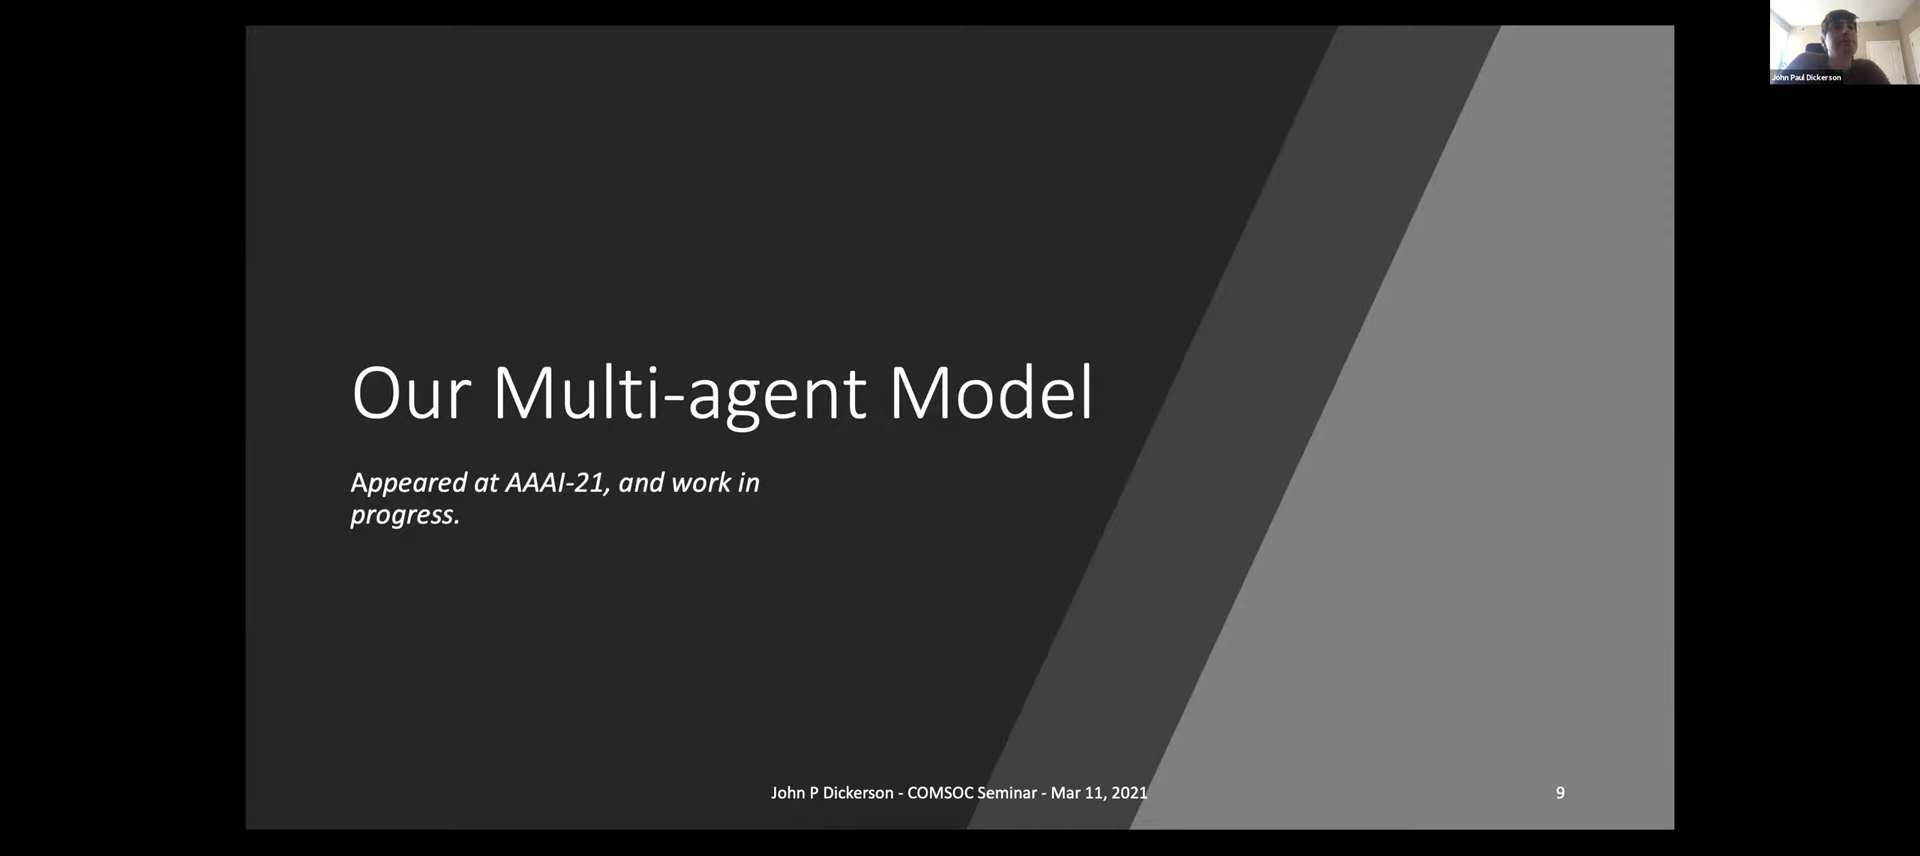 John Paul Dickerson
Our Multi-agent Model
Appeared at AAAI-21, and work in
progress.
John P Dickerson - COMSOC Seminar - Mar 11, 2021
9